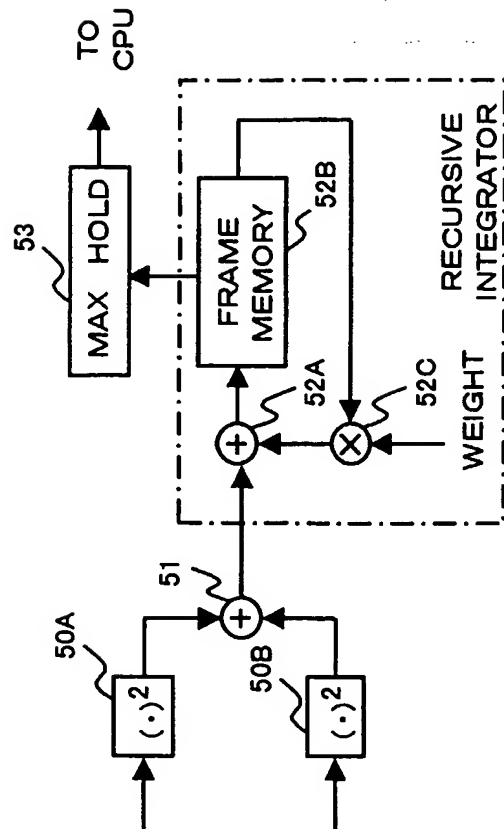 TO
CPU
53
MAX HOLD
FRAME
MEMORY
52B
50A
(·)²
51
52A
52C
WEIGHT
RECURSIVE
INTEGRATOR
50B
(·)²